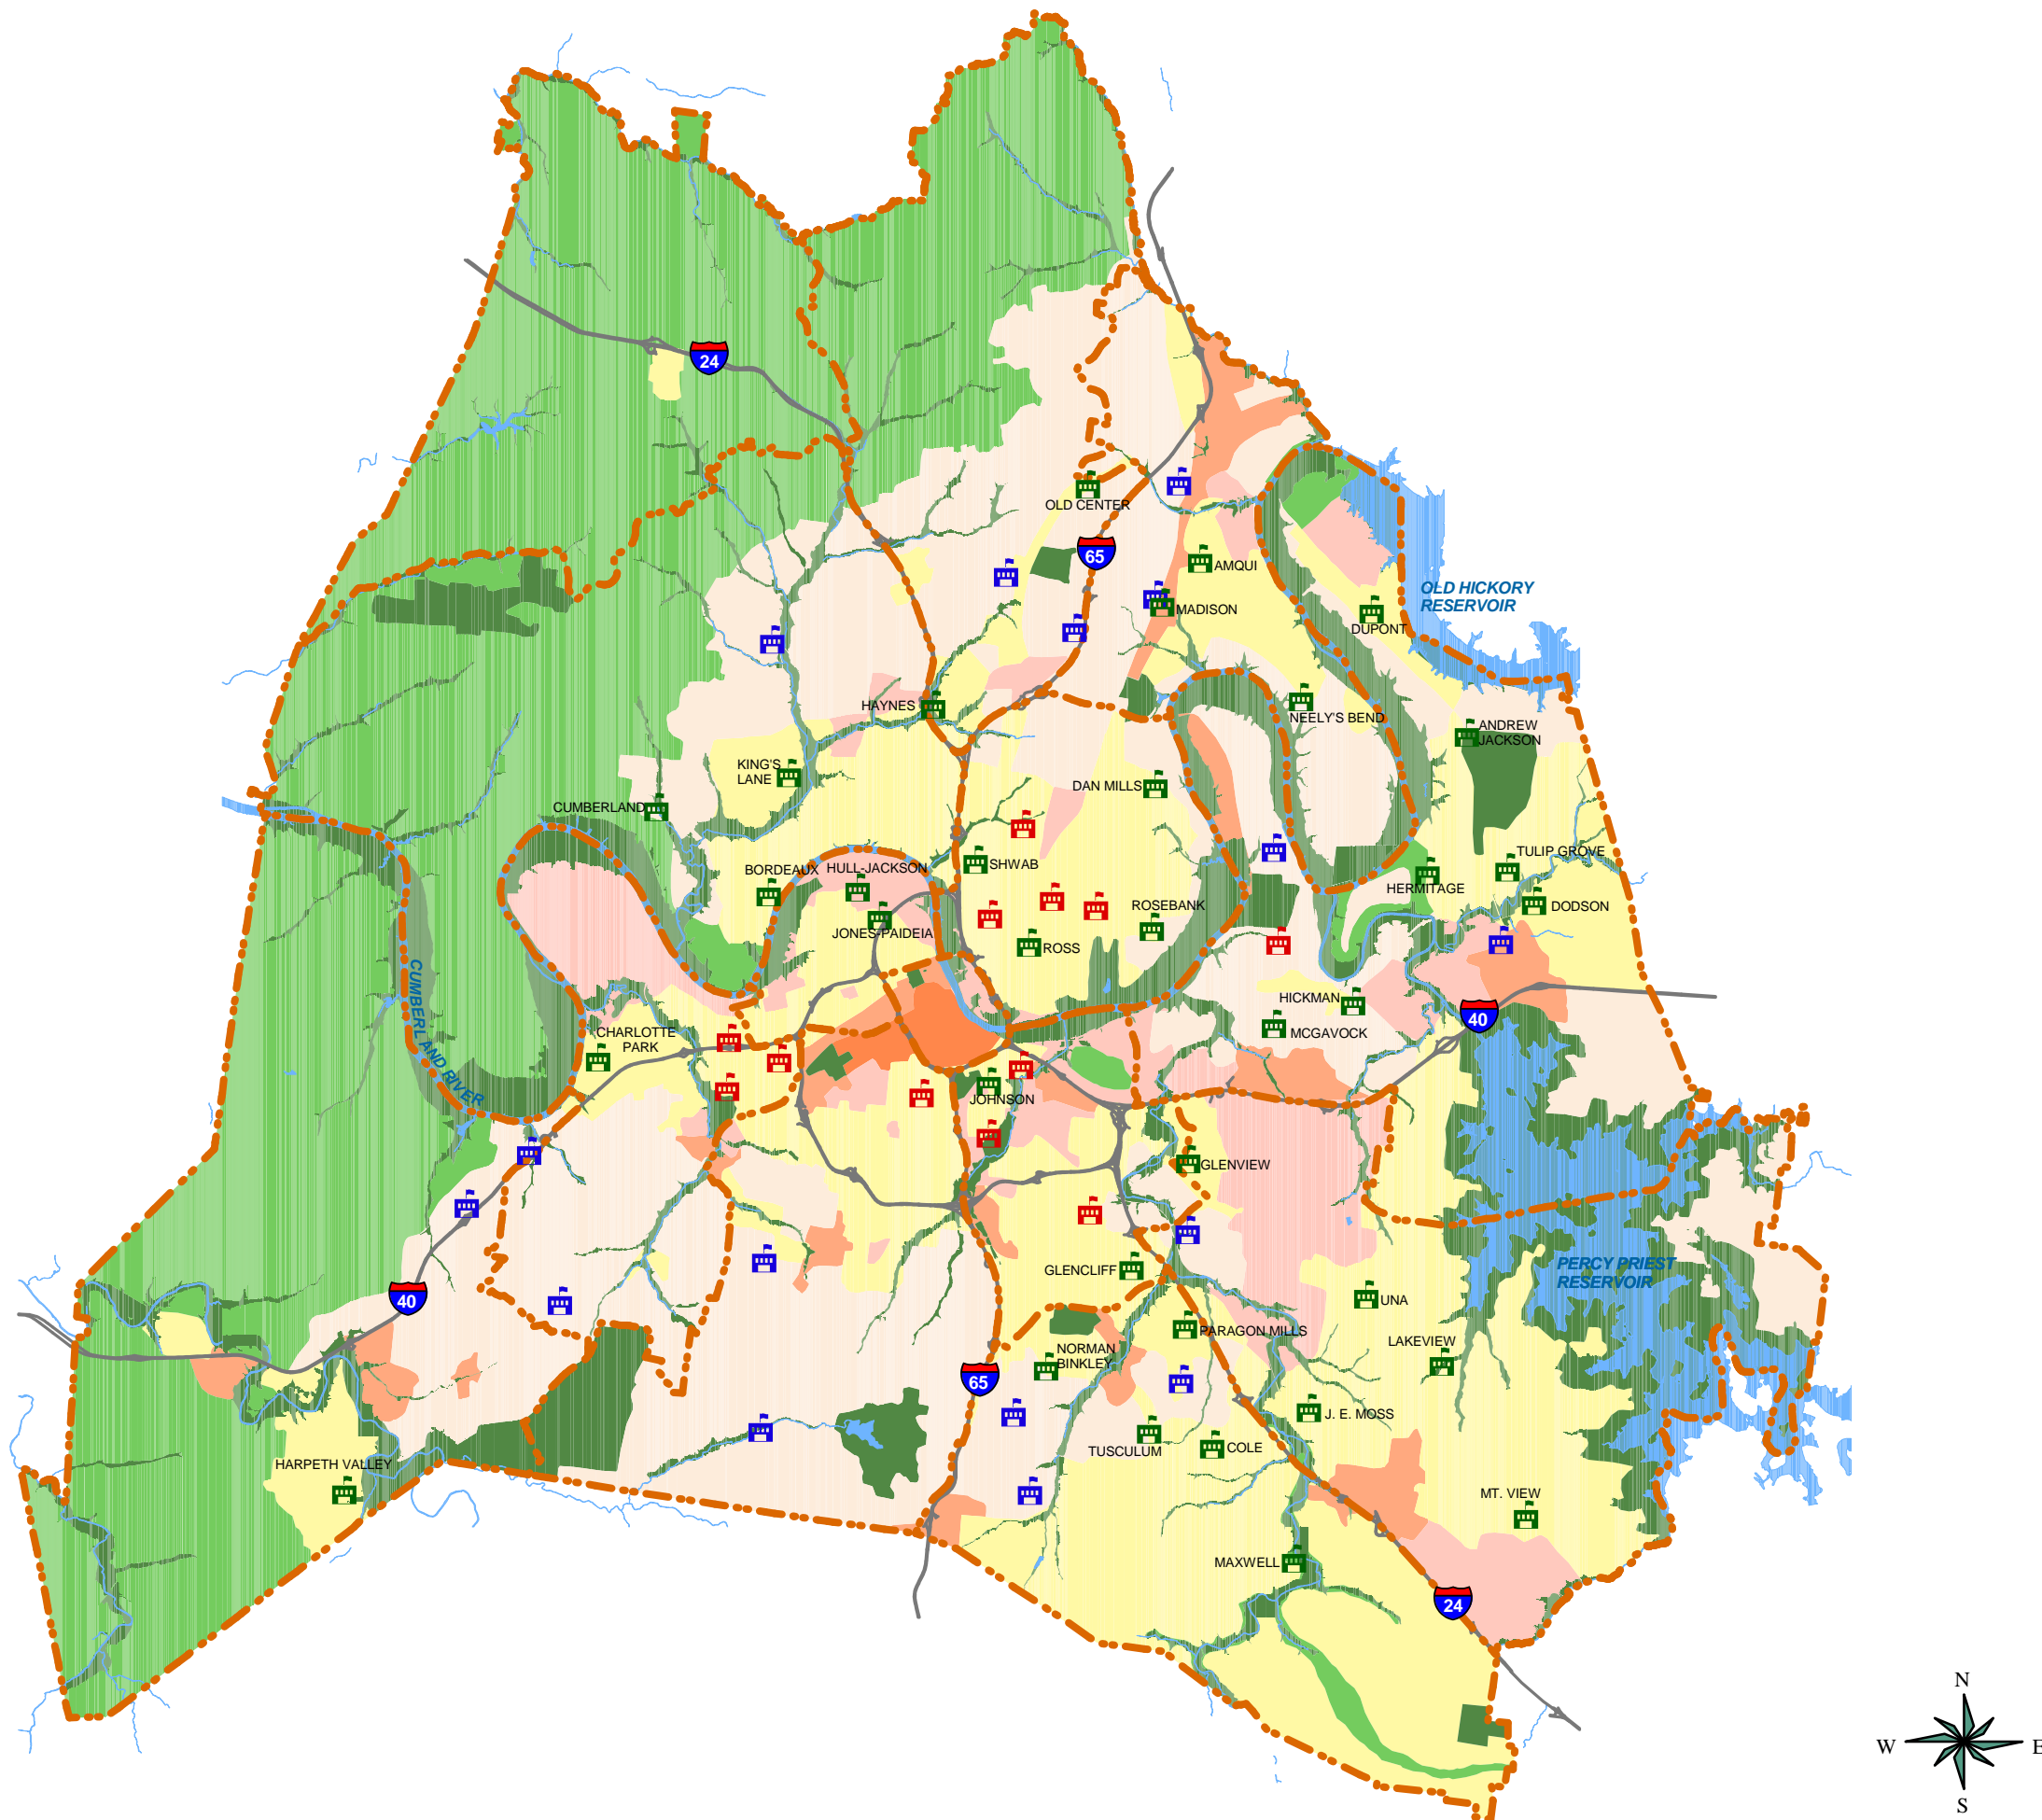 24
OLD CENTER
65
AMQUI
OLD HICKORY
RESERVOIR
MADISON
DUPONT
HAYNES
NEELY'S BEND
ANDREW
JACKSON
KING'S
LANE
DAN MILLS
CUMBERLAND
TULIP GROVE
SHWAB
BORDEAUX
HULL-JACKSON
HERMITAGE
ROSEBANK
DODSON
JONES-PAIDEIA
ROSS
CUMBERLAND RIVER
HICKMAN
40
CHARLOTTE
PARK
MCGAVOCK
JOHNSON
GLENVIEW
GLENCLIFF
PERCY PRIEST
RESERVOIR
40
UNA
PARAGON MILLS
LAKEVIEW
NORMAN
BINKLEY
65
J. E. MOSS
TUSCULUM
COLE
HARPETH VALLEY
MT. VIEW
MAXWELL
24
N
W
E
S